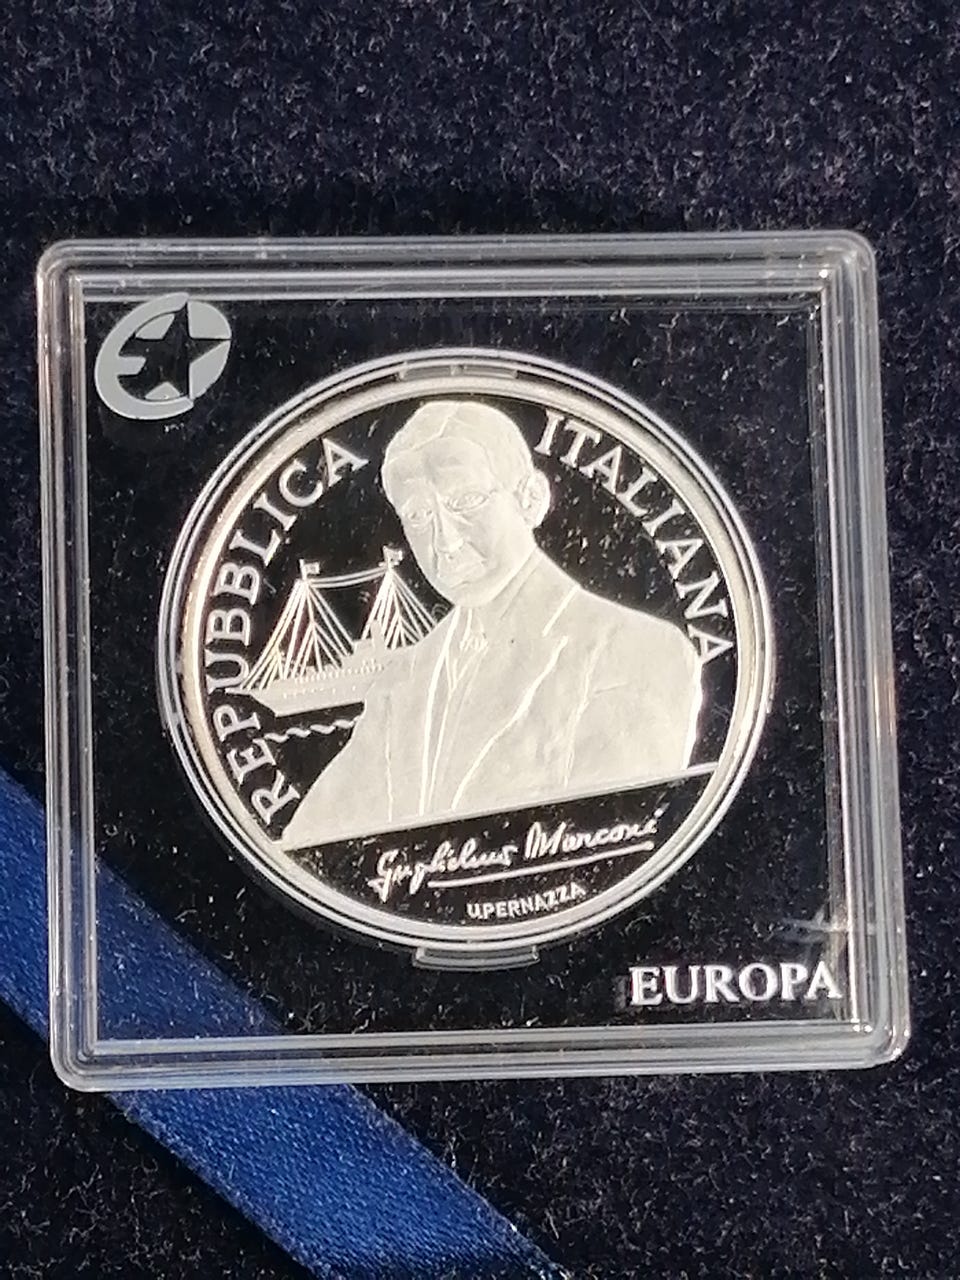 REPUBBLICA ITALIANA
Guglielmo Marconi
U.PERNAZZA
EUROPA